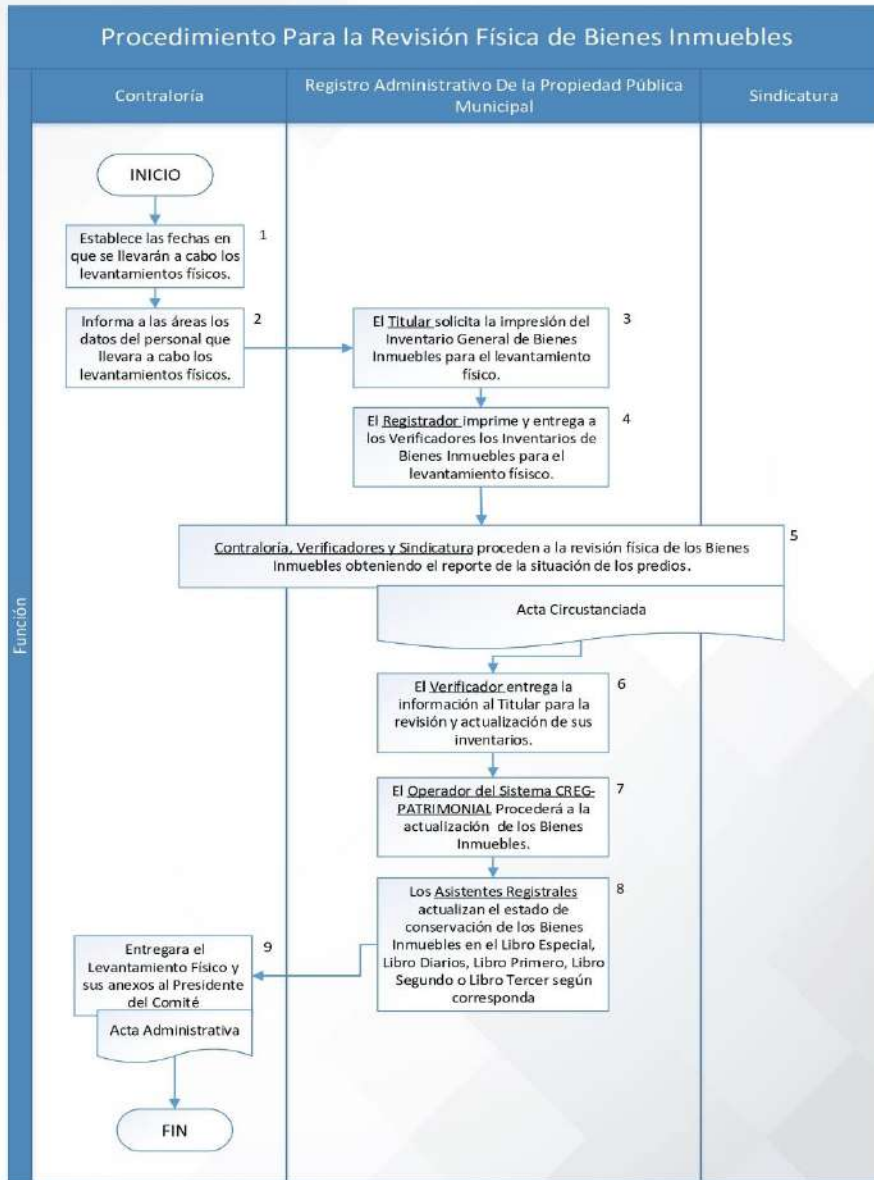 Procedimiento Para la Revisión Física de Bienes Inmuebles
Función
Contraloría
Registro Administrativo De la Propiedad Pública
Municipal
Sindicatura
INICIO
1
Establece las fechas en
que se llevarán a cabo los
levantamientos físicos.
2
Informa a las áreas los
datos del personal que
llevara a cabo los
levantamientos físicos.
3
El Titular solicita la impresión del
Inventario General de Bienes
Inmuebles para el levantamiento
físico.
4
El Registrador imprime y entrega a
los Verificadores los Inventarios de
Bienes Inmuebles para el
levantamiento físisco.
5
Contraloría, Verificadores y Sindicatura proceden a la revisión física de los Bienes
Inmuebles obteniendo el reporte de la situación de los predios.
Acta Circustanciada
6
El Verificador entrega la
información al Titular para la
revisión y actualización de sus
inventarios.
7
El Operador del Sistema CREG-
PATRIMONIAL Procederá a la
actualización de los Bienes
Inmuebles.
8
Los Asistentes Registrales
actualizan el estado de
conservación de los Bienes
Inmuebles en el Libro Especial,
Libro Diarios, Libro Primero, Libro
Segundo o Libro Tercer según
corresponda
9
Entregara el
Levantamiento Físico y
sus anexos al Presidente
del Comité
Acta Administrativa
FIN